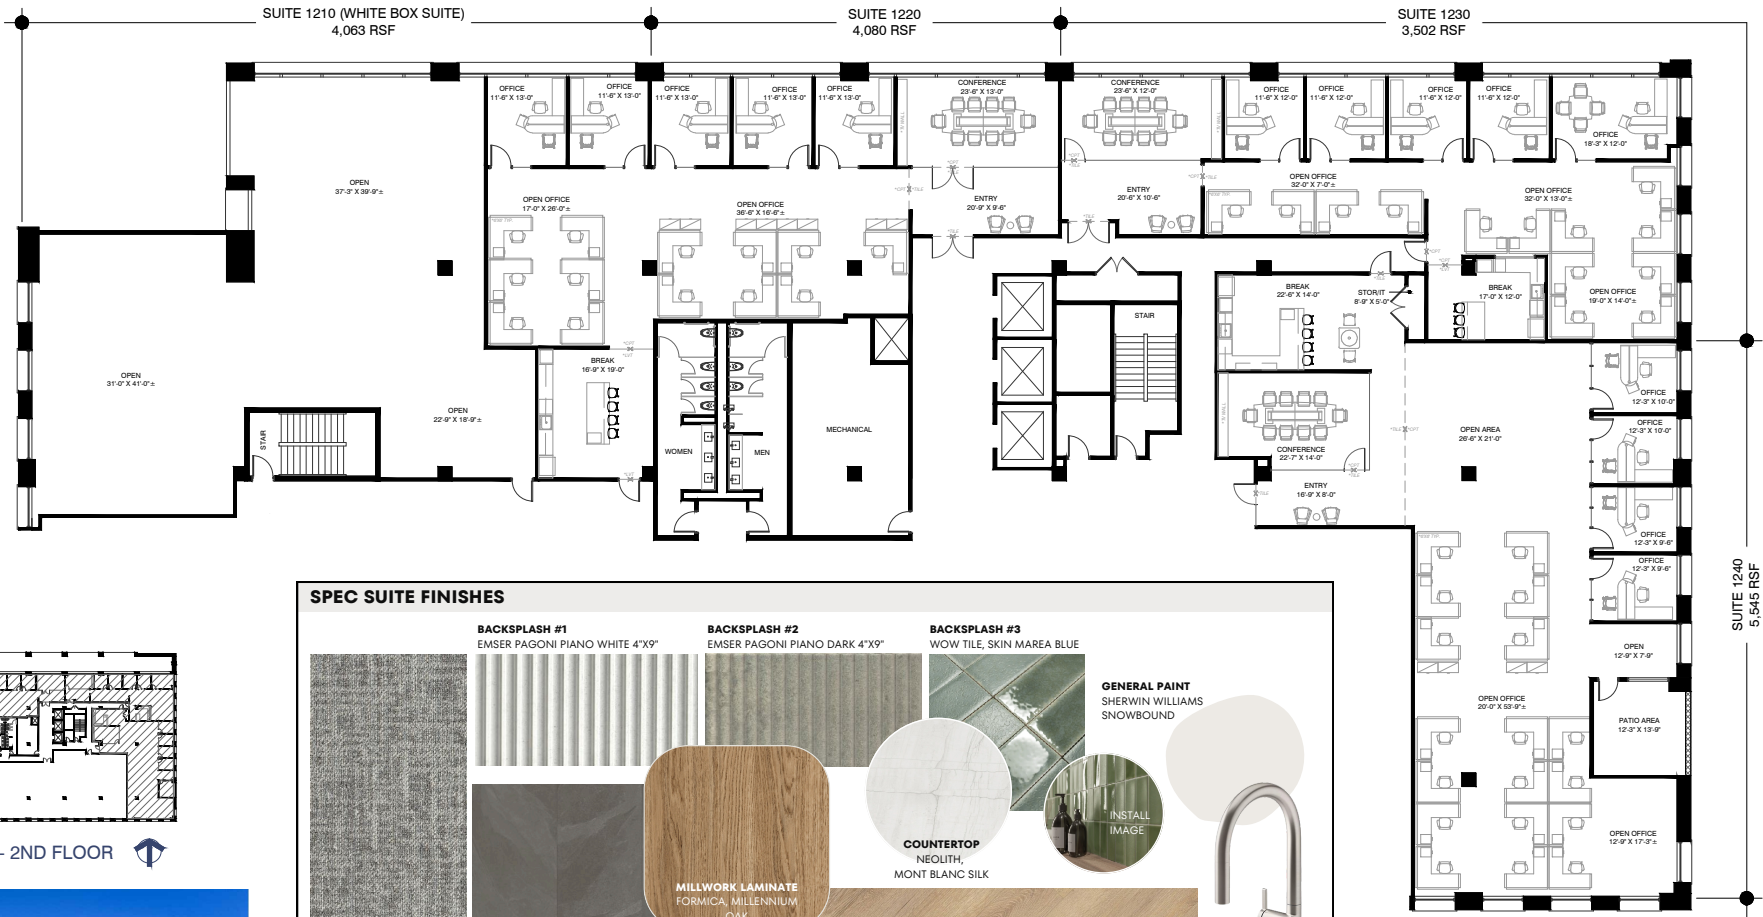 SUITE 1210 (WHITE BOX SUITE)
4,063 RSF
SUITE 1220
4,080 RSF
SUITE 1230
3,502 RSF
OFFICE
11'-6" X 13'-0"
OFFICE
11'-6" X 13'-0"
OFFICE
11'-6" X 13'-0"
OFFICE
11'-6" X 13'-0"
OFFICE
11'-6" X 13'-0"
CONFERENCE
23'-6" X 13'-0"
CONFERENCE
23'-6" X 12'-0"
OFFICE
11'-6" X 12'-0"
OFFICE
11'-6" X 12'-0"
OFFICE
11'-6" X 12'-0"
OFFICE
11'-6" X 12'-0"
OFFICE
18'-3" X 12'-0"
OPEN
37'-3" X 39'-9"±
OPEN OFFICE
17'-0" X 26'-0"±
OPEN OFFICE
36'-6" X 16'-6"±
ENTRY
20'-9" X 9'-6"
ENTRY
20'-6" X 10'-6"
OPEN OFFICE
32'-0" X 7'-0"±
OPEN OFFICE
32'-0" X 13'-0"±
BREAK
22'-6" X 14'-0"
STOR/IT
8'-9" X 5'-0"
BREAK
17'-0" X 12'-0"
OPEN OFFICE
19'-0" X 14'-0"±
STAIR
OPEN
31'-0" X 41'-0"±
OPEN
22'-9" X 18'-9"±
STAIR
BREAK
16'-9" X 19'-0"
WOMEN
MEN
MECHANICAL
CONFERENCE
22'-7" X 14'-0"
ENTRY
16'-9" X 8'-0"
OPEN AREA
26'-6" X 21'-0"
OFFICE
12'-3" X 10'-0"
OFFICE
12'-3" X 10'-0"
OFFICE
12'-3" X 9'-6"
OFFICE
12'-3" X 9'-6"
OPEN
12'-9" X 7'-9"
OPEN OFFICE
20'-0" X 53'-9"±
PATIO AREA
12'-3" X 13'-9"
OPEN OFFICE
12'-9" X 17'-3"±
SUITE 1240
5,545 RSF
SPEC SUITE FINISHES
BACKSPLASH #1
EMSER PAGONI PIANO WHITE 4"X9"
BACKSPLASH #2
EMSER PAGONI PIANO DARK 4"X9"
BACKSPLASH #3
WOW TILE, SKIN MAREA BLUE
GENERAL PAINT
SHERWIN WILLIAMS
SNOWBOUND
INSTALL
IMAGE
COUNTERTOP
NEOLITH,
MONT BLANC SILK
MILLWORK LAMINATE
FORMICA, MILLENNIUM
OAK
- 2ND FLOOR